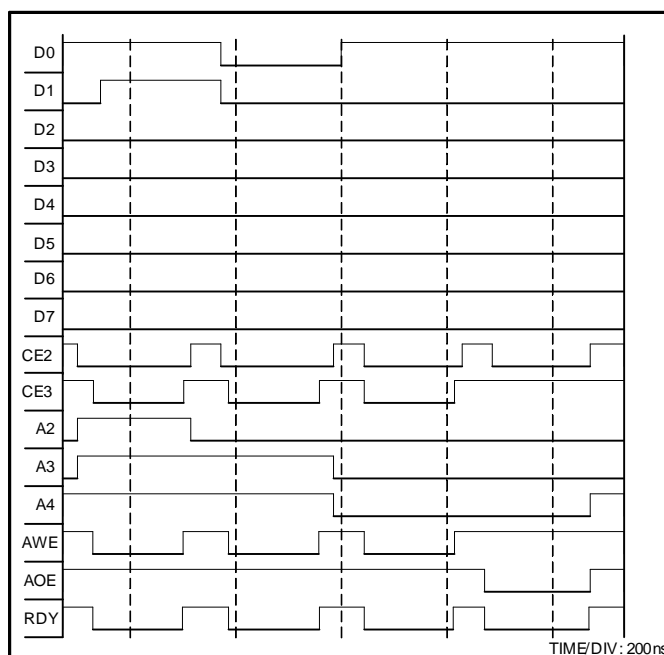 D0
D1
D2
D3
D4
D5
D6
D7
CE2
CE3
A2
A3
A4
AWE
AOE
RDY
TIME/DIV: 200ns